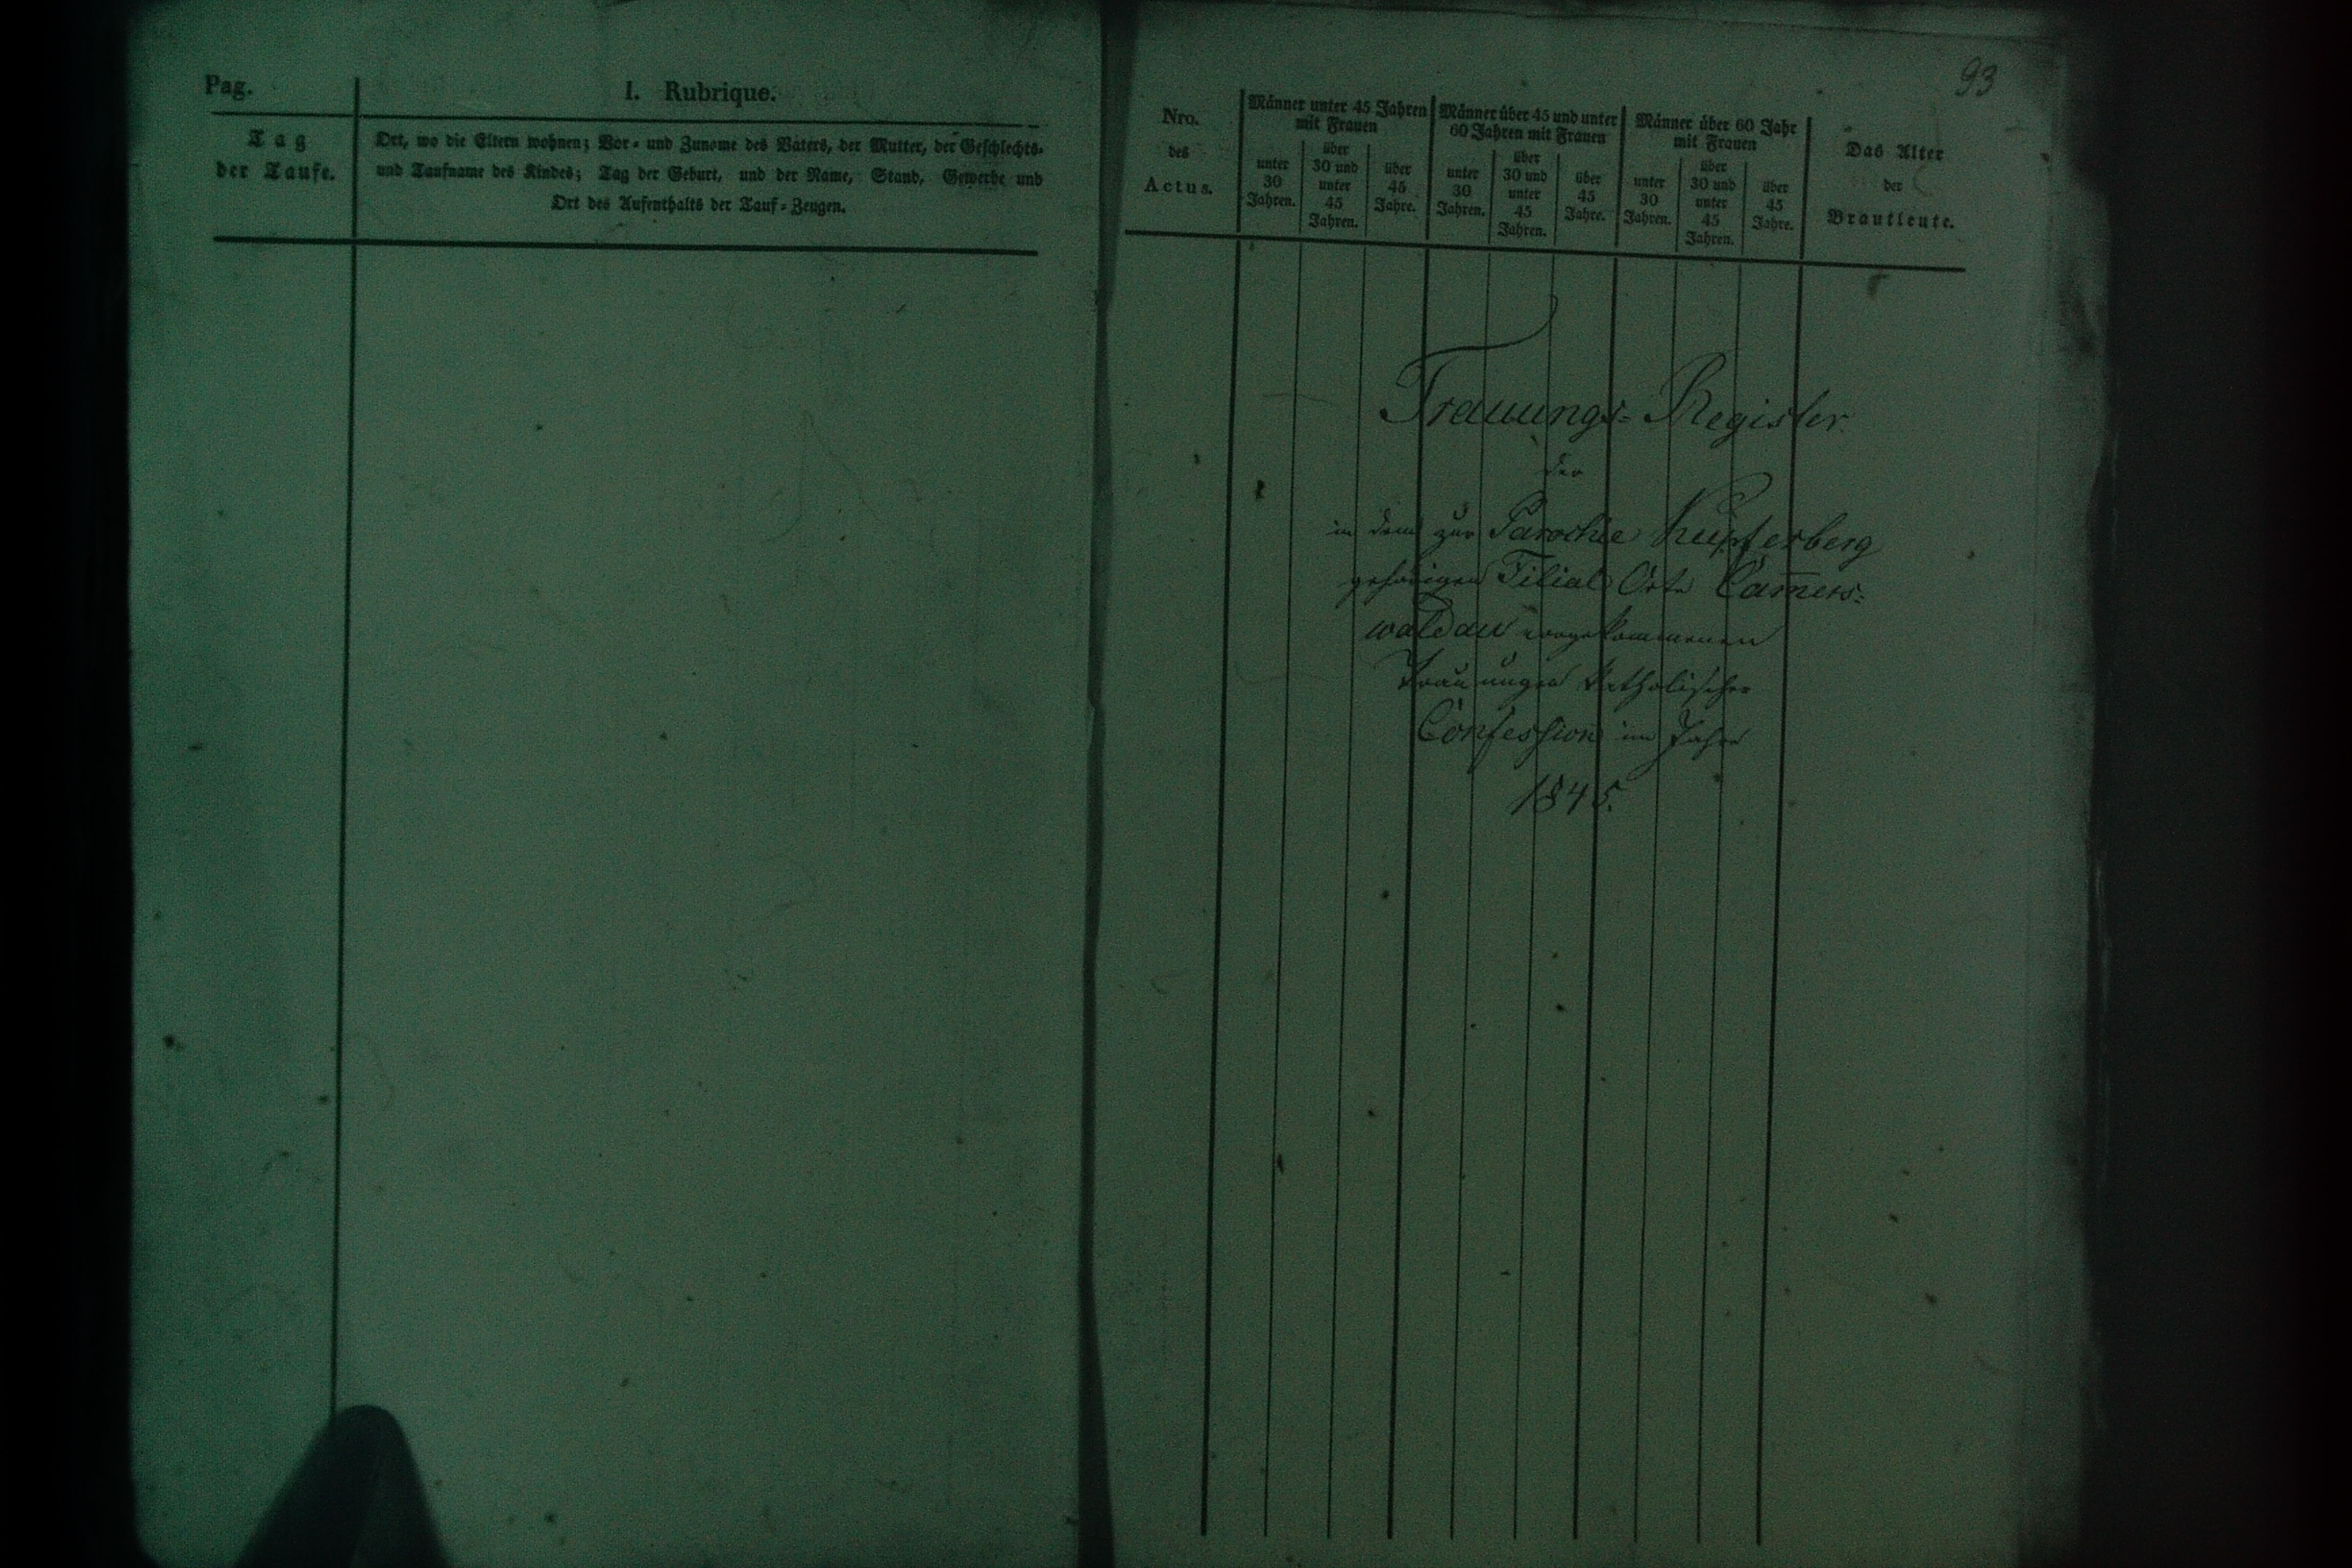 Pag.
I. Rubrique.
Tag
der Taufe.
Ort, wo die Eltern wohnen; Vor- und Zuname des Vaters, der Mutter, der Geschlechts-
und Taufname des Kindes; Tag der Geburt, und der Name, Stand, Gewerbe und
Ort des Aufenthalts der Tauf-Zeugen.
93
Nro.
des
Actus.
Männer unter 45 Jahren
mit Frauen
unter
30
Jahren.
über
30 und
unter
45
Jahren.
über
45
Jahre.
Männer über 45 und unter
60 Jahren mit Frauen
unter
30
Jahren.
über
30 und
unter
45
Jahren.
über
45
Jahre.
Männer über 60 Jahr
mit Frauen
unter
30
Jahren.
über
30 und
unter
45
Jahren.
über
45
Jahre.
Das Alter
der
Brautleute.
Trauungs-Register
der
in dem zur Parochie Kupferberg
gehörigen Filial Orte Cam̅ers-
waldau vorgekommenen
Trauungen katholischer
Confession im Jahre
1845.